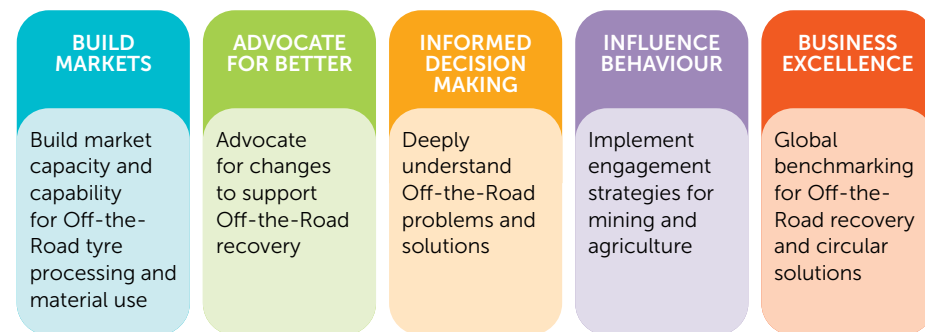 BUILD
MARKETS
Build market
capacity and
capability
for Off-the-
Road tyre
processing and
material use
ADVOCATE
FOR BETTER
Advocate
for changes
to support
Off-the-Road
recovery
INFORMED
DECISION
MAKING
Deeply
understand
Off-the-Road
problems and
solutions
INFLUENCE
BEHAVIOUR
Implement
engagement
strategies for
mining and
agriculture
BUSINESS
EXCELLENCE
Global
benchmarking
for Off-the-
Road recovery
and circular
solutions